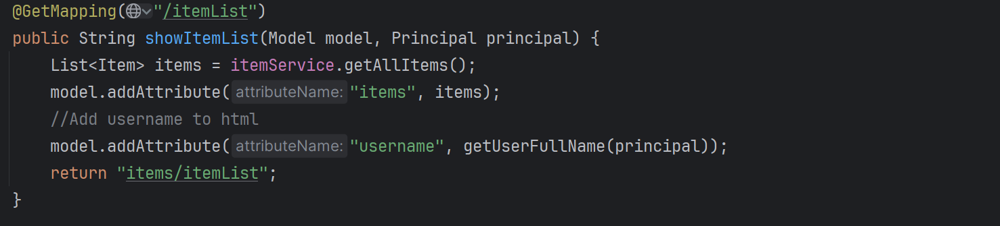 @GetMapping("/itemList")
public String showItemList(Model model, Principal principal) {
List<Item> items = itemService.getAllItems();
model.addAttribute( attributeName: "items", items);
//Add username to html
model.addAttribute( attributeName: "username", getUserFullName(principal));
return "items/itemList";
}